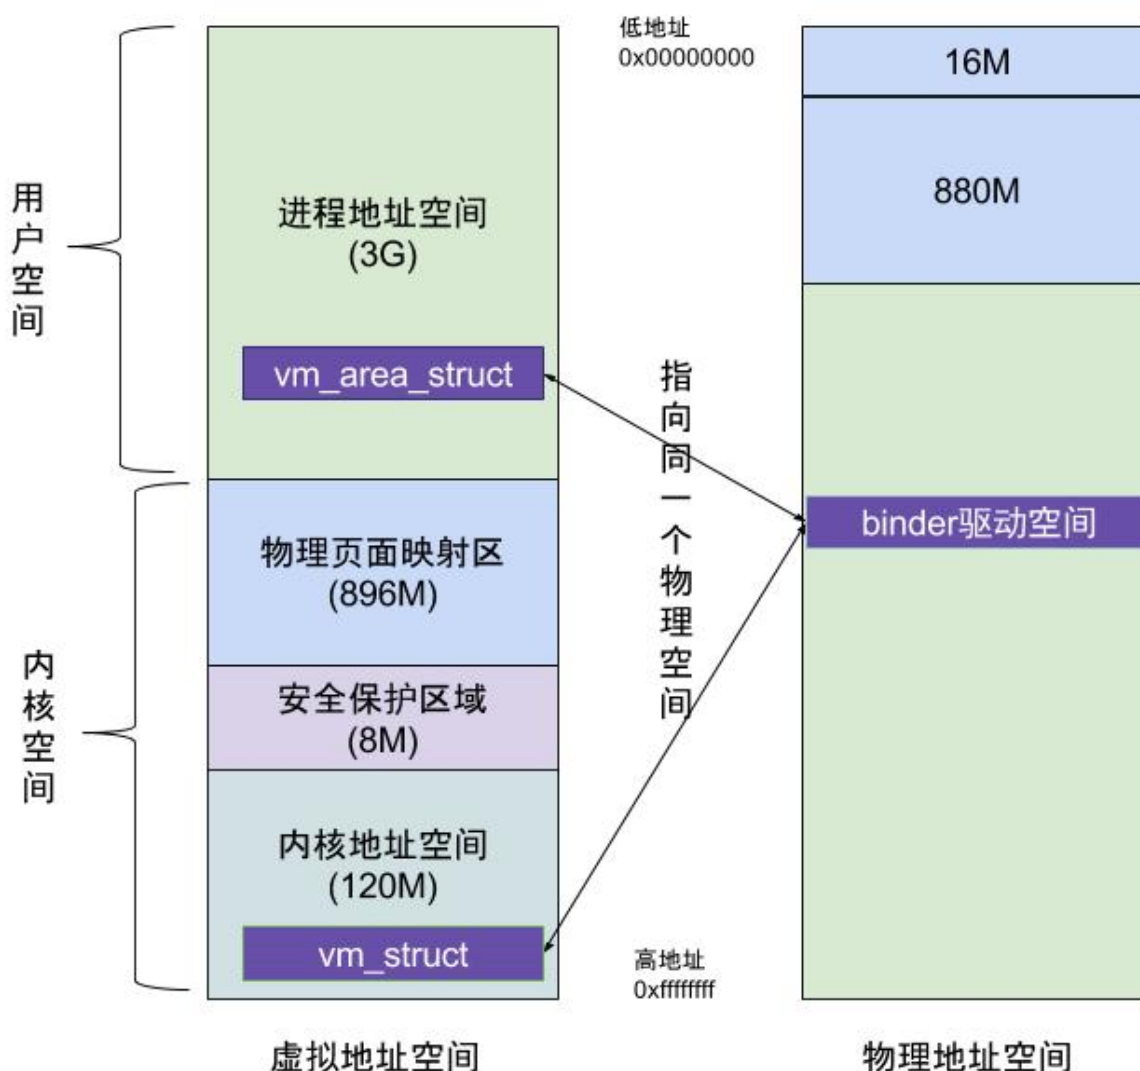 用户空间
内核空间
进程地址空间
(3G)
vm_area_struct
物理页面映射区
(896M)
安全保护区域
(8M)
内核地址空间
(120M)
vm_struct
虚拟地址空间
低地址
0x00000000
指向同一个物理空间
高地址
0xffffffff
16M
880M
binder驱动空间
物理地址空间